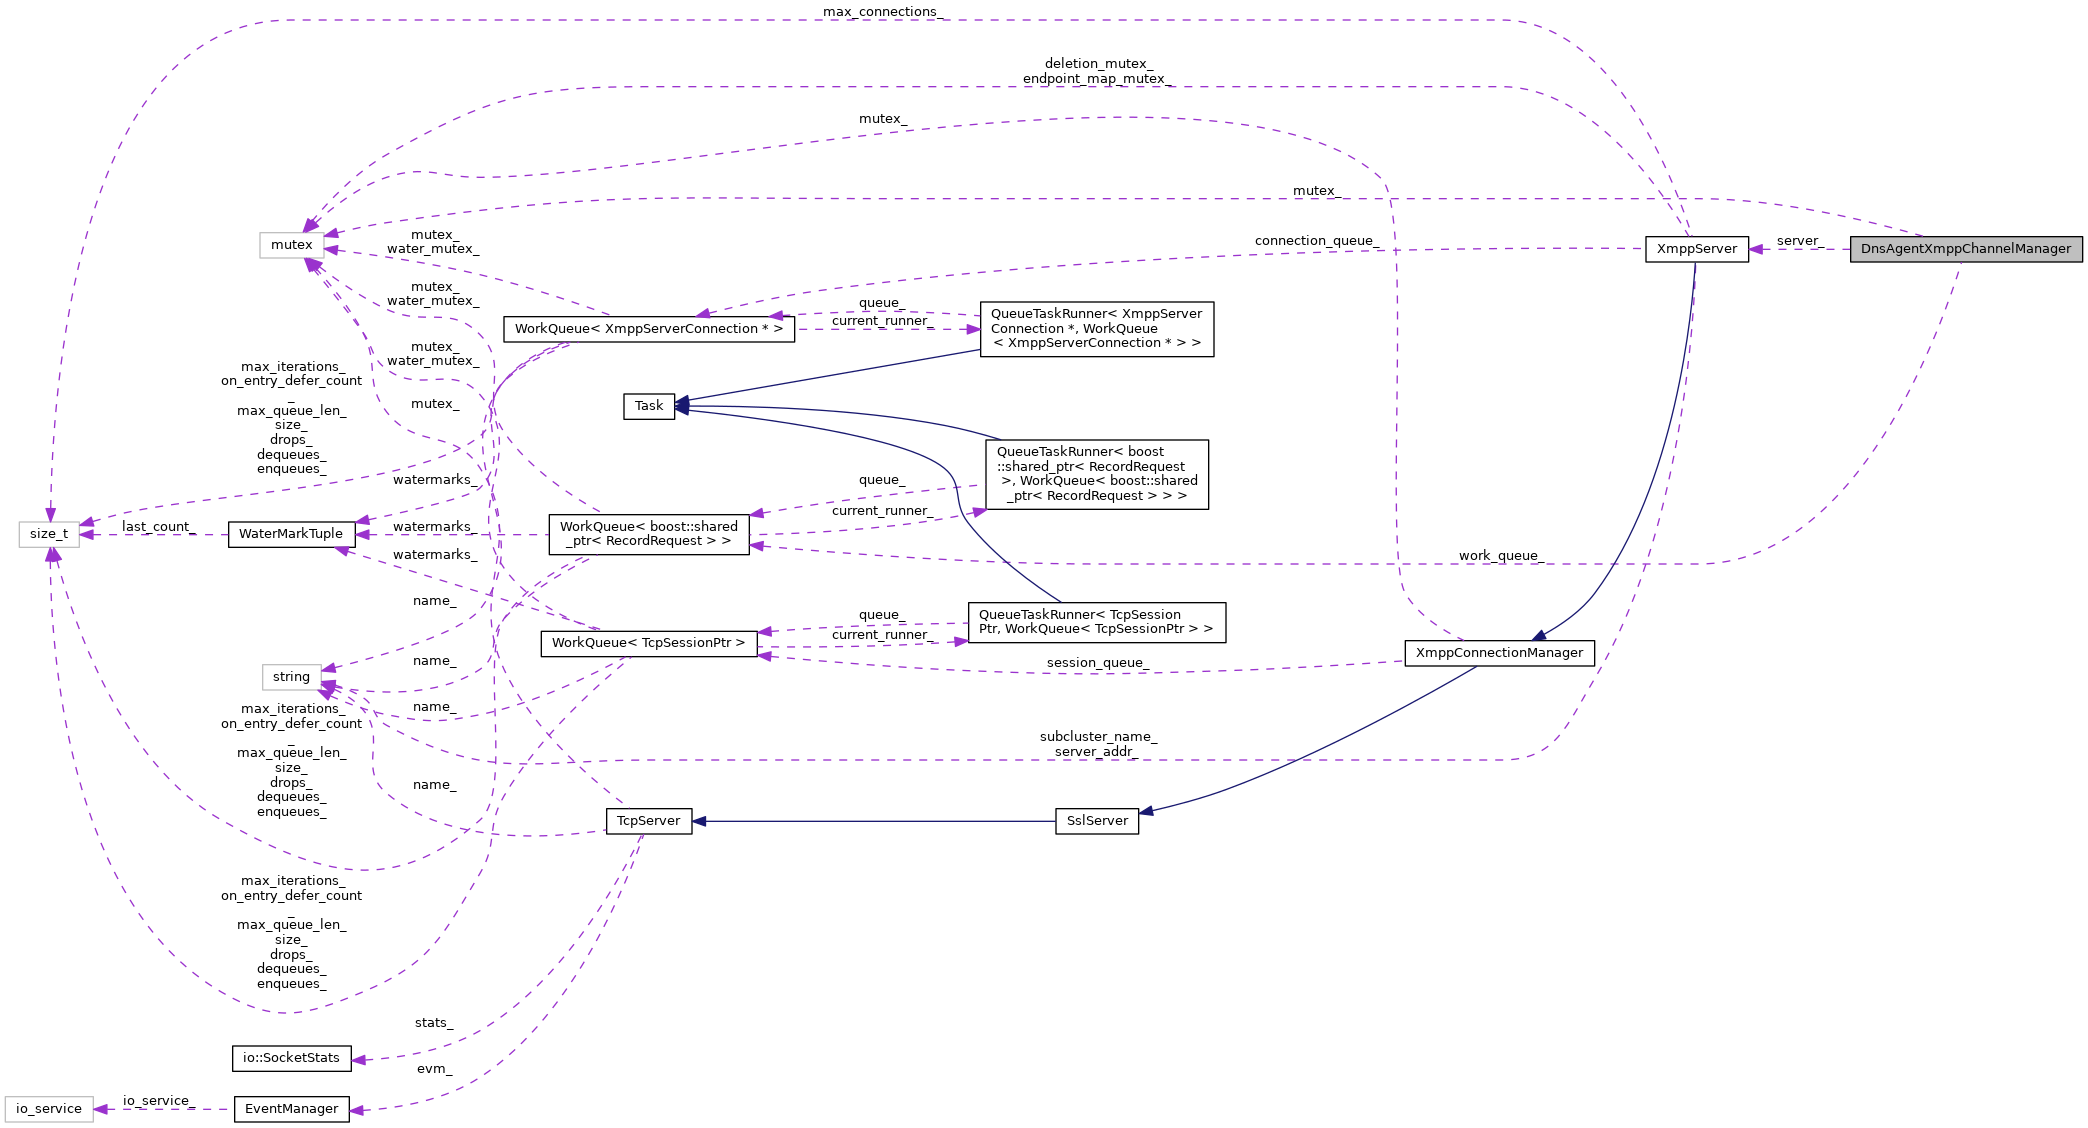 max_connections_
deletion_mutex_
endpoint_map_mutex_
mutex_
mutex_
mutex_
water_mutex_
connection_queue_
server_
mutex
XmppServer
DnsAgentXmppChannelManager
mutex_
water_mutex_
WorkQueue< XmppServerConnection * >
queue_
current_runner_
QueueTaskRunner< XmppServer
Connection *, WorkQueue
< XmppServerConnection * > >
mutex_
water_mutex_
max_iterations_
on_entry_defer_count
_
max_queue_len_
size_
drops_
dequeues_
enqueues_
mutex_
Task
watermarks_
queue_
current_runner_
QueueTaskRunner< boost
::shared_ptr< RecordRequest
>, WorkQueue< boost::shared
_ptr< RecordRequest > > >
size_t
last_count_
WaterMarkTuple
watermarks_
WorkQueue< boost::shared
_ptr< RecordRequest > >
watermarks_
work_queue_
name_
queue_
current_runner_
QueueTaskRunner< TcpSession
Ptr, WorkQueue< TcpSessionPtr > >
WorkQueue< TcpSessionPtr >
session_queue_
XmppConnectionManager
name_
string
name_
max_iterations_
on_entry_defer_count
_
max_queue_len_
size_
drops_
dequeues_
enqueues_
subcluster_name_
server_addr_
name_
TcpServer
SslServer
max_iterations_
on_entry_defer_count
_
max_queue_len_
size_
drops_
dequeues_
enqueues_
stats_
io::SocketStats
evm_
io_service
io_service_
EventManager